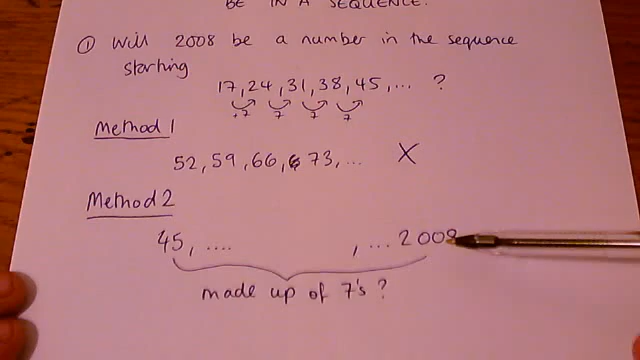 BE IN A SEQUENCE.
① Will 2008 be a number in the sequence
starting
17, 24, 31, 38, 45, ... ?
+7 7 7 7
Method 1
52, 59, 66, 73, ... X
Method 2
45, .... , ... 2008
made up of 7's ?